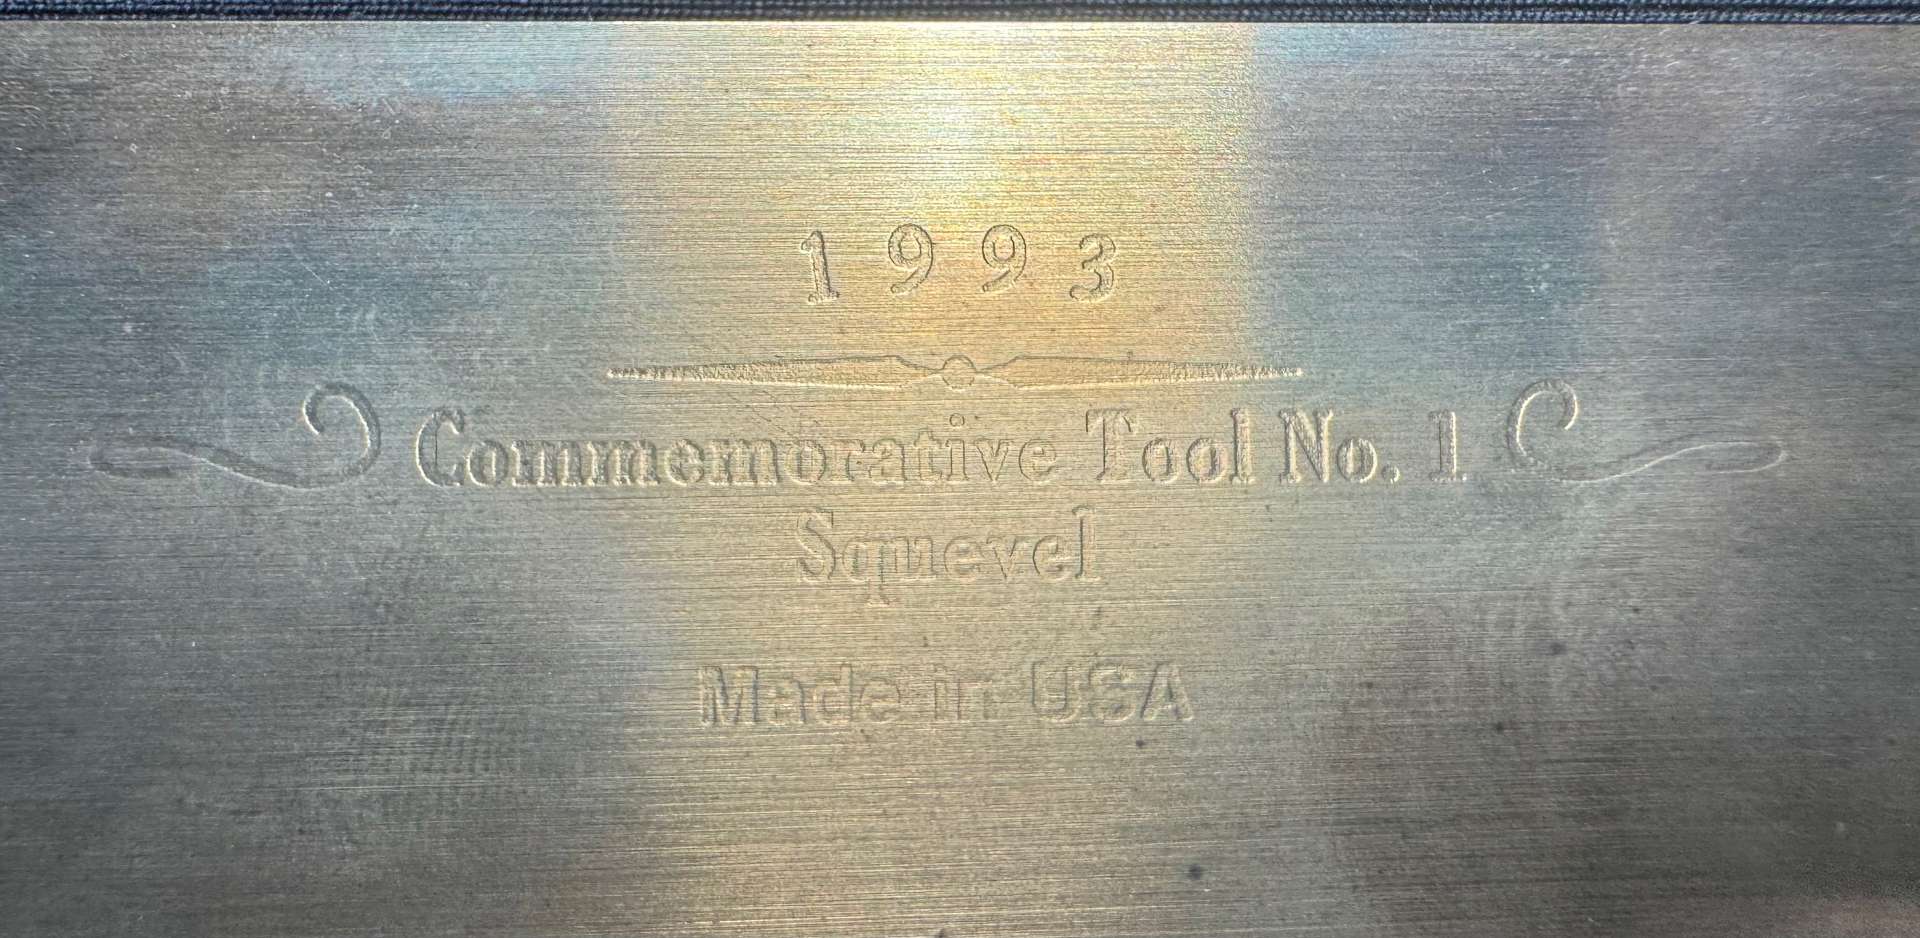 1993
Commemorative Tool No. 1
Squevel
Made in USA